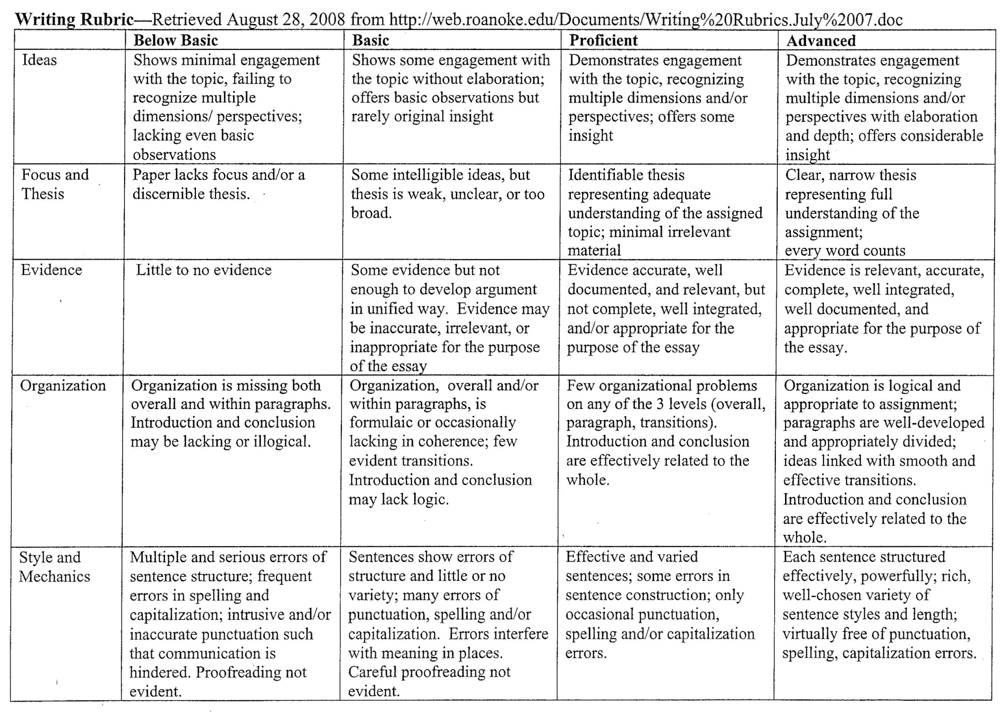 Writing Rubric—Retrieved August 28, 2008 from http://web.roanoke.edu/Documents/Writing%20Rubrics.July%2007.doc
Below Basic
Basic
Proficient
Advanced
Ideas
Shows minimal engagement
with the topic, failing to
recognize multiple
dimensions/ perspectives;
lacking even basic
observations
Shows some engagement with
the topic without elaboration;
offers basic observations but
rarely original insight
Demonstrates engagement
with the topic, recognizing
multiple dimensions and/or
perspectives; offers some
insight
Demonstrates engagement
with the topic, recognizing
multiple dimensions and/or
perspectives with elaboration
and depth; offers considerable
insight
Focus and
Thesis
Paper lacks focus and/or a
discernible thesis.
Some intelligible ideas, but
thesis is weak, unclear, or too
broad.
Identifiable thesis
representing adequate
understanding of the assigned
topic; minimal irrelevant
material
Clear, narrow thesis
representing full
understanding of the
assignment;
every word counts
Evidence
Little to no evidence
Some evidence but not
enough to develop argument
in unified way.  Evidence may
be inaccurate, irrelevant, or
inappropriate for the purpose
of the essay
Evidence accurate, well
documented, and relevant, but
not complete, well integrated,
and/or appropriate for the
purpose of the essay
Evidence is relevant, accurate,
complete, well integrated,
well documented, and
appropriate for the purpose of
the essay.
Organization
Organization is missing both
overall and within paragraphs.
Introduction and conclusion
may be lacking or illogical.
Organization,  overall and/or
within paragraphs, is
formulaic or occasionally
lacking in coherence; few
evident transitions.
Introduction and conclusion
may lack logic.
Few organizational problems
on any of the 3 levels (overall,
paragraph, transitions).
Introduction and conclusion
are effectively related to the
whole.
Organization is logical and
appropriate to assignment;
paragraphs are well-developed
and appropriately divided;
ideas linked with smooth and
effective transitions.
Introduction and conclusion
are effectively related to the
whole.
Style and
Mechanics
Multiple and serious errors of
sentence structure; frequent
errors in spelling and
capitalization; intrusive and/or
inaccurate punctuation such
that communication is
hindered. Proofreading not
evident.
Sentences show errors of
structure and little or no
variety; many errors of
punctuation, spelling and/or
capitalization.  Errors interfere
with meaning in places.
Careful proofreading not
evident.
Effective and varied
sentences; some errors in
sentence construction; only
occasional punctuation,
spelling and/or capitalization
errors.
Each sentence structured
effectively, powerfully; rich,
well-chosen variety of
sentence styles and length;
virtually free of punctuation,
spelling, capitalization errors.